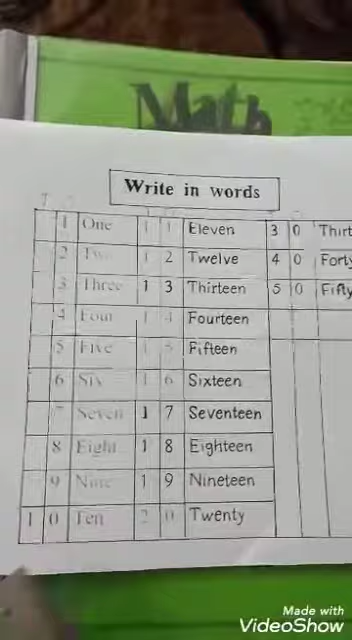 Math
Write in words
1 One 1 1 Eleven 3 0 Thirt
2 Two 1 2 Twelve 4 0 Forty
3 Three 1 3 Thirteen 5 0 Fifty
4 Four 1 4 Fourteen
5 Five 1 5 Fifteen
6 Six 1 6 Sixteen
7 Seven 1 7 Seventeen
8 Eight 1 8 Eighteen
9 Nine 1 9 Nineteen
1 0 Ten 2 0 Twenty
Made with
VideoShow